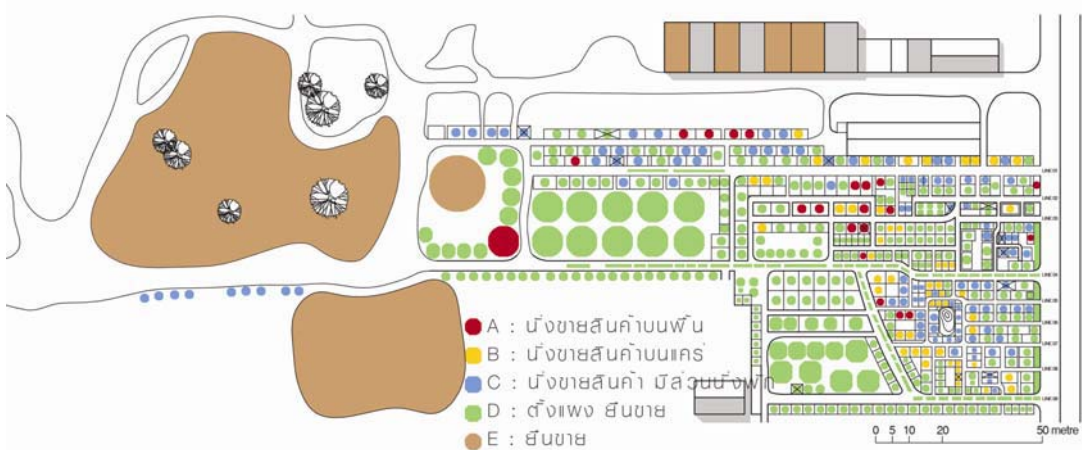 LINE 01
LINE 02
LINE 03
LINE 04
LINE 05
LINE 06
LINE 07
LINE 08
LINE 09
A : นั่งขายสินค้าบนพื้น
B : นั่งขายสินค้าบนแคร่
C : นั่งขายสินค้า มีส่วนนั่งพัก
D : ตั้งแผง ยืนขาย
E : ยืนขาย
0 5 10 20 50 metre